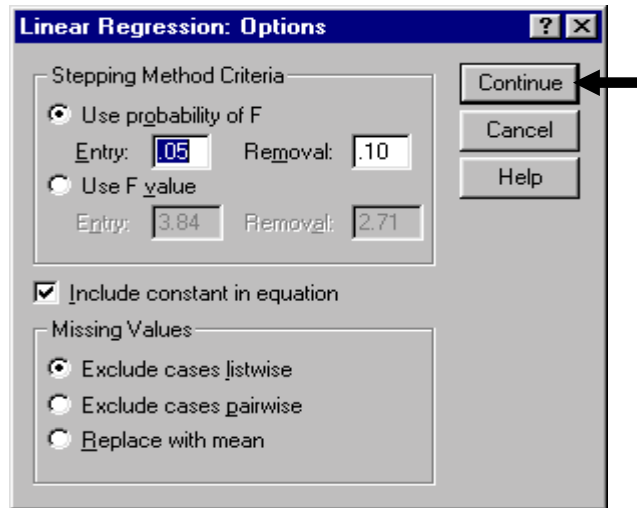 Linear Regression: Options
Stepping Method Criteria
Use probability of F
Entry: .05 Removal: .10
Use F value
Entry: 3.84 Removal: 2.71
Include constant in equation
Missing Values
Exclude cases listwise
Exclude cases pairwise
Replace with mean
Continue
Cancel
Help